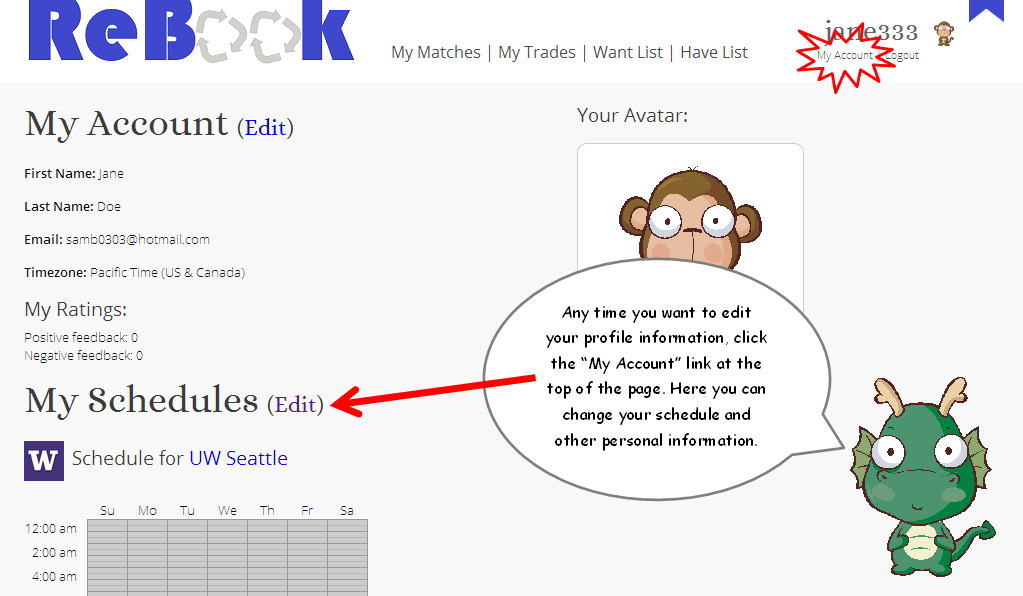 ReBook
jane333
My Matches | My Trades | Want List | Have List
My Account | Logout
My Account (Edit)
Your Avatar:
First Name: Jane
Last Name: Doe
Email: samb0303@hotmail.com
Timezone: Pacific Time (US & Canada)
My Ratings:
Positive feedback: 0
Negative feedback: 0
Any time you want to edit
your profile information, click
the “My Account” link at the
top of the page. Here you can
change your schedule and
other personal information.
My Schedules (Edit)
W Schedule for UW Seattle
Su Mo Tu We Th Fr Sa
12:00 am
2:00 am
4:00 am